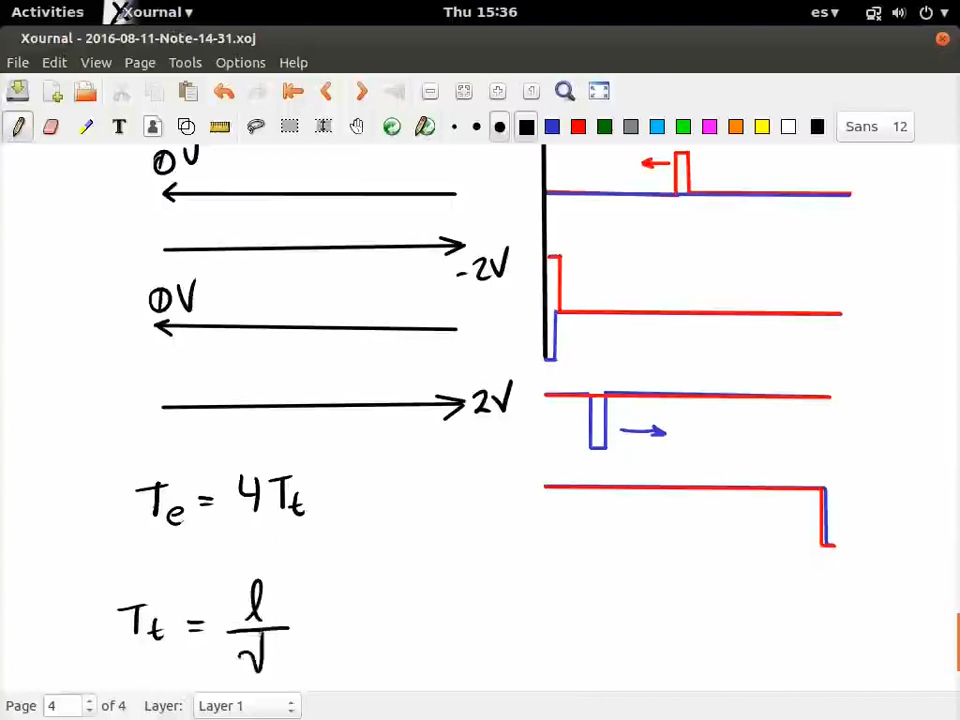 Activities Xournal ▾ Thu 15:36 es ▾
Xournal - 2016-08-11-Note-14-31.xoj
File Edit View Page Tools Options Help
T Sans 12
0V
-2V
0V
2V
Te = 4Tt
Tt = l/v
Page 4 of 4 Layer: Layer 1